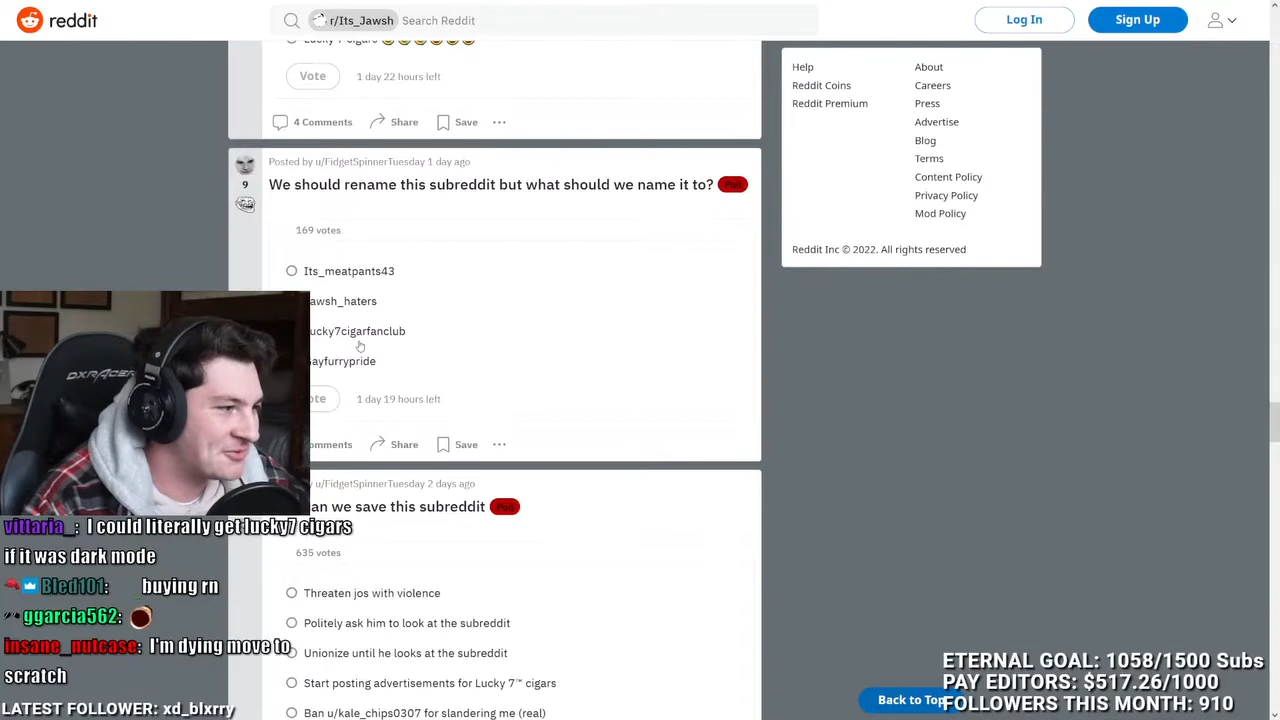 reddit
r/Its_Jawsh Search Reddit
Log In
Sign Up
Lucky 7 cigars
Vote
1 day 22 hours left
4 Comments
Share
Save
Posted by u/FidgetSpinnerTuesday 1 day ago
9
We should rename this subreddit but what should we name it to? Poll
169 votes
Its_meatpants43
awsh_haters
ucky7cigarfanclub
ayfurrypride
ote
1 day 19 hours left
omments
Share
Save
y u/FidgetSpinnerTuesday 2 days ago
an we save this subreddit Poll
635 votes
Threaten jos with violence
Politely ask him to look at the subreddit
Unionize until he looks at the subreddit
Start posting advertisements for Lucky 7™ cigars
Ban u/kale_chips0307 for slandering me (real)
Help
Reddit Coins
Reddit Premium
About
Careers
Press
Advertise
Blog
Terms
Content Policy
Privacy Policy
Mod Policy
Reddit Inc © 2022. All rights reserved
DXRACER
vittaria_: I could literally get lucky7 cigars
if it was dark mode
Bled101: buying rn
ggarcia562:
insane_nutcase: I'm dying move to
scratch
LATEST FOLLOWER: xd_blxrry
Back to Top
ETERNAL GOAL: 1058/1500 Subs
PAY EDITORS: $517.26/1000
FOLLOWERS THIS MONTH: 910